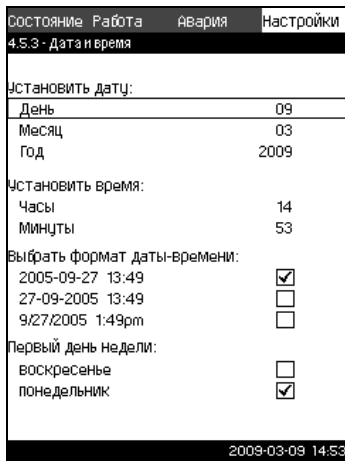 Состояние Работа Авария Настройки
4.5.3 - Дата и время
Установить дату:
День 09
Месяц 03
Год 2009
Установить время:
Часы 14
Минуты 53
Выбрать формат даты-времени:
2005-09-27 13:49
27-09-2005 13:49
9/27/2005 1:49pm
Первый день недели:
воскресенье
понедельник
2009-03-09 14:53